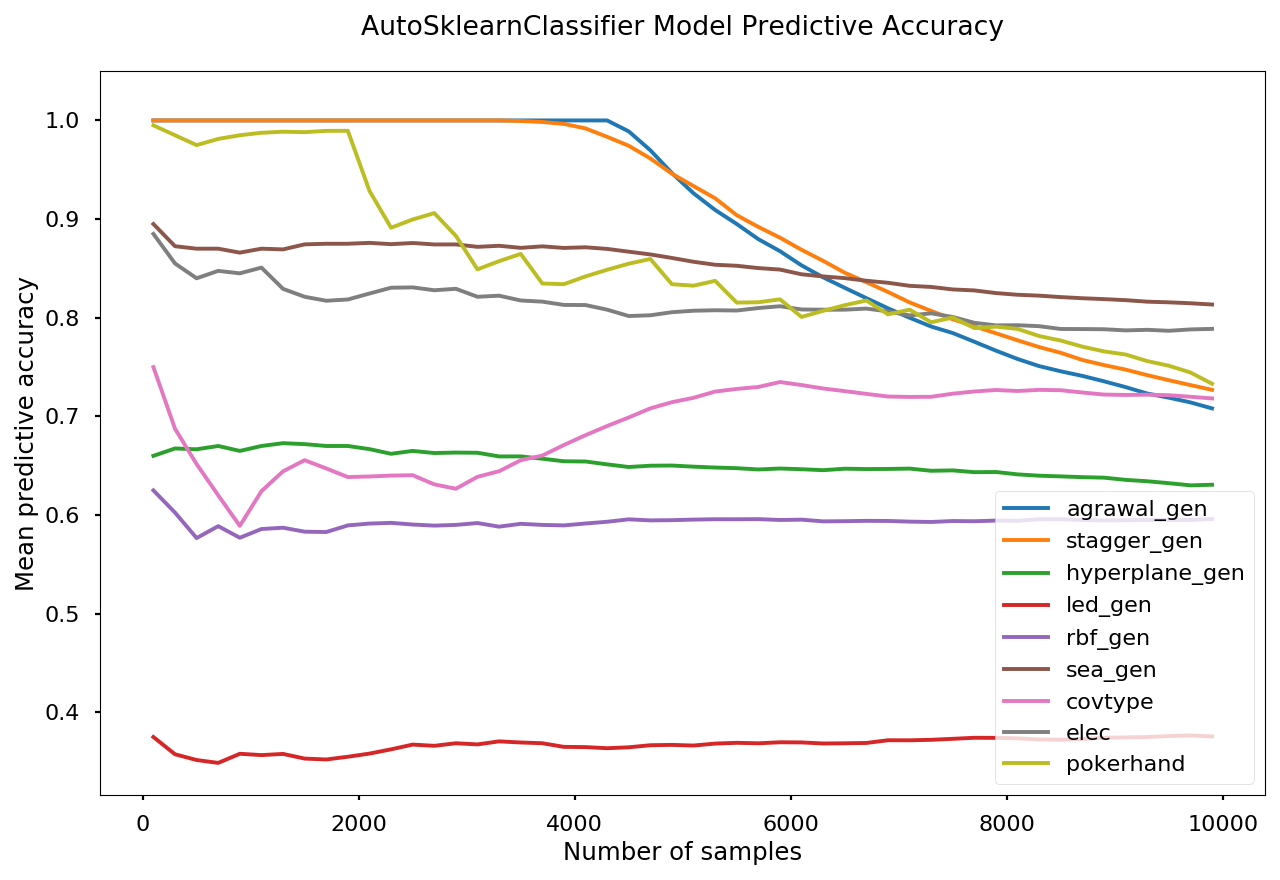 AutoSklearnClassifier Model Predictive Accuracy
Mean predictive accuracy
1.0
0.9
0.8
0.7
0.6
0.5
0.4
agrawal_gen
stagger_gen
hyperplane_gen
led_gen
rbf_gen
sea_gen
covtype
elec
pokerhand
0
2000
4000
6000
8000
10000
Number of samples